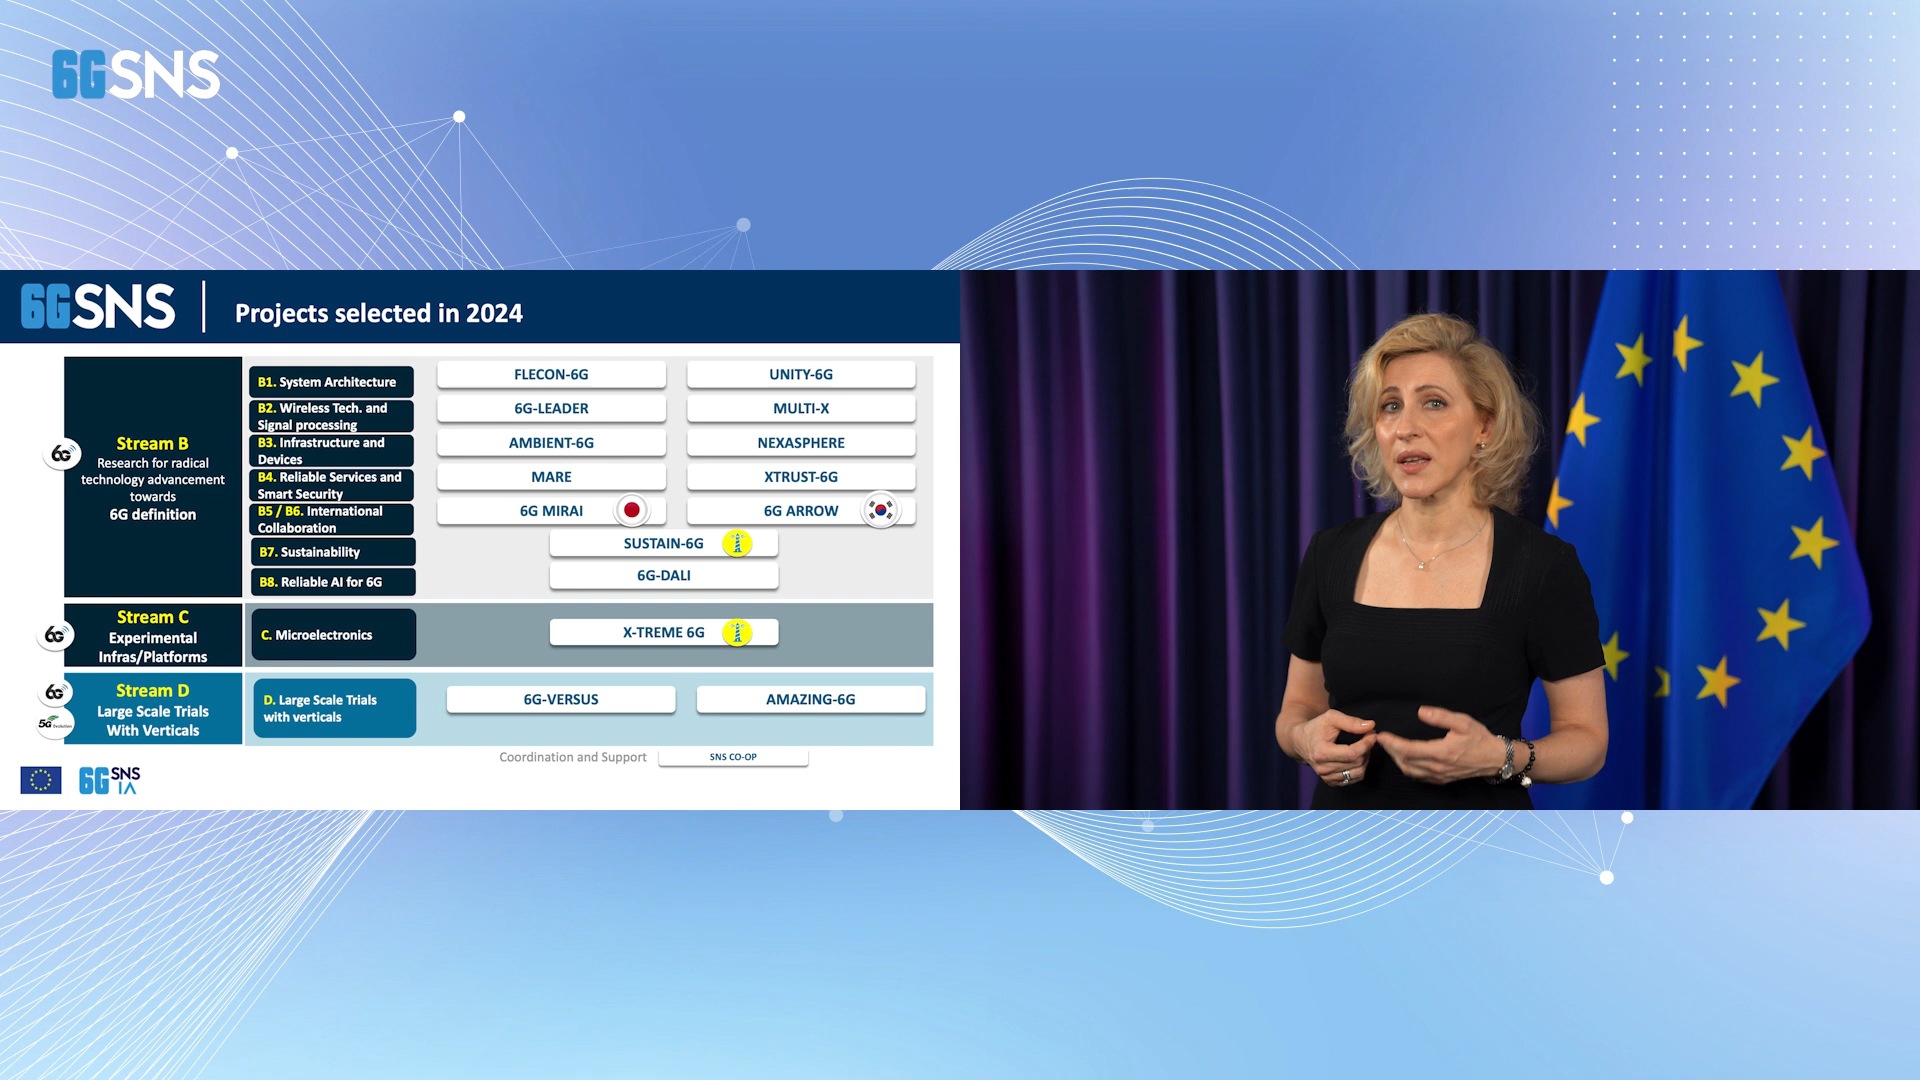 6GSNS
6GSNS
Projects selected in 2024
Stream B
Research for radical
technology advancement
towards
6G definition
6G
B1. System Architecture
FLECON-6G
UNITY-6G
B2. Wireless Tech. and
Signal processing
6G-LEADER
MULTI-X
B3. Infrastructure and
Devices
AMBIENT-6G
NEXASPHERE
B4. Reliable Services and
Smart Security
MARE
XTRUST-6G
B5 / B6. International
Collaboration
6G MIRAI
6G ARROW
B7. Sustainability
SUSTAIN-6G
B8. Reliable AI for 6G
6G-DALI
6G
Stream C
Experimental
Infras/Platforms
C. Microelectronics
X-TREME 6G
6G
5G
Stream D
Large Scale Trials
With Verticals
D. Large Scale Trials
with verticals
6G-VERSUS
AMAZING-6G
Coordination and Support
SNS CO-OP
6G SNS
IA